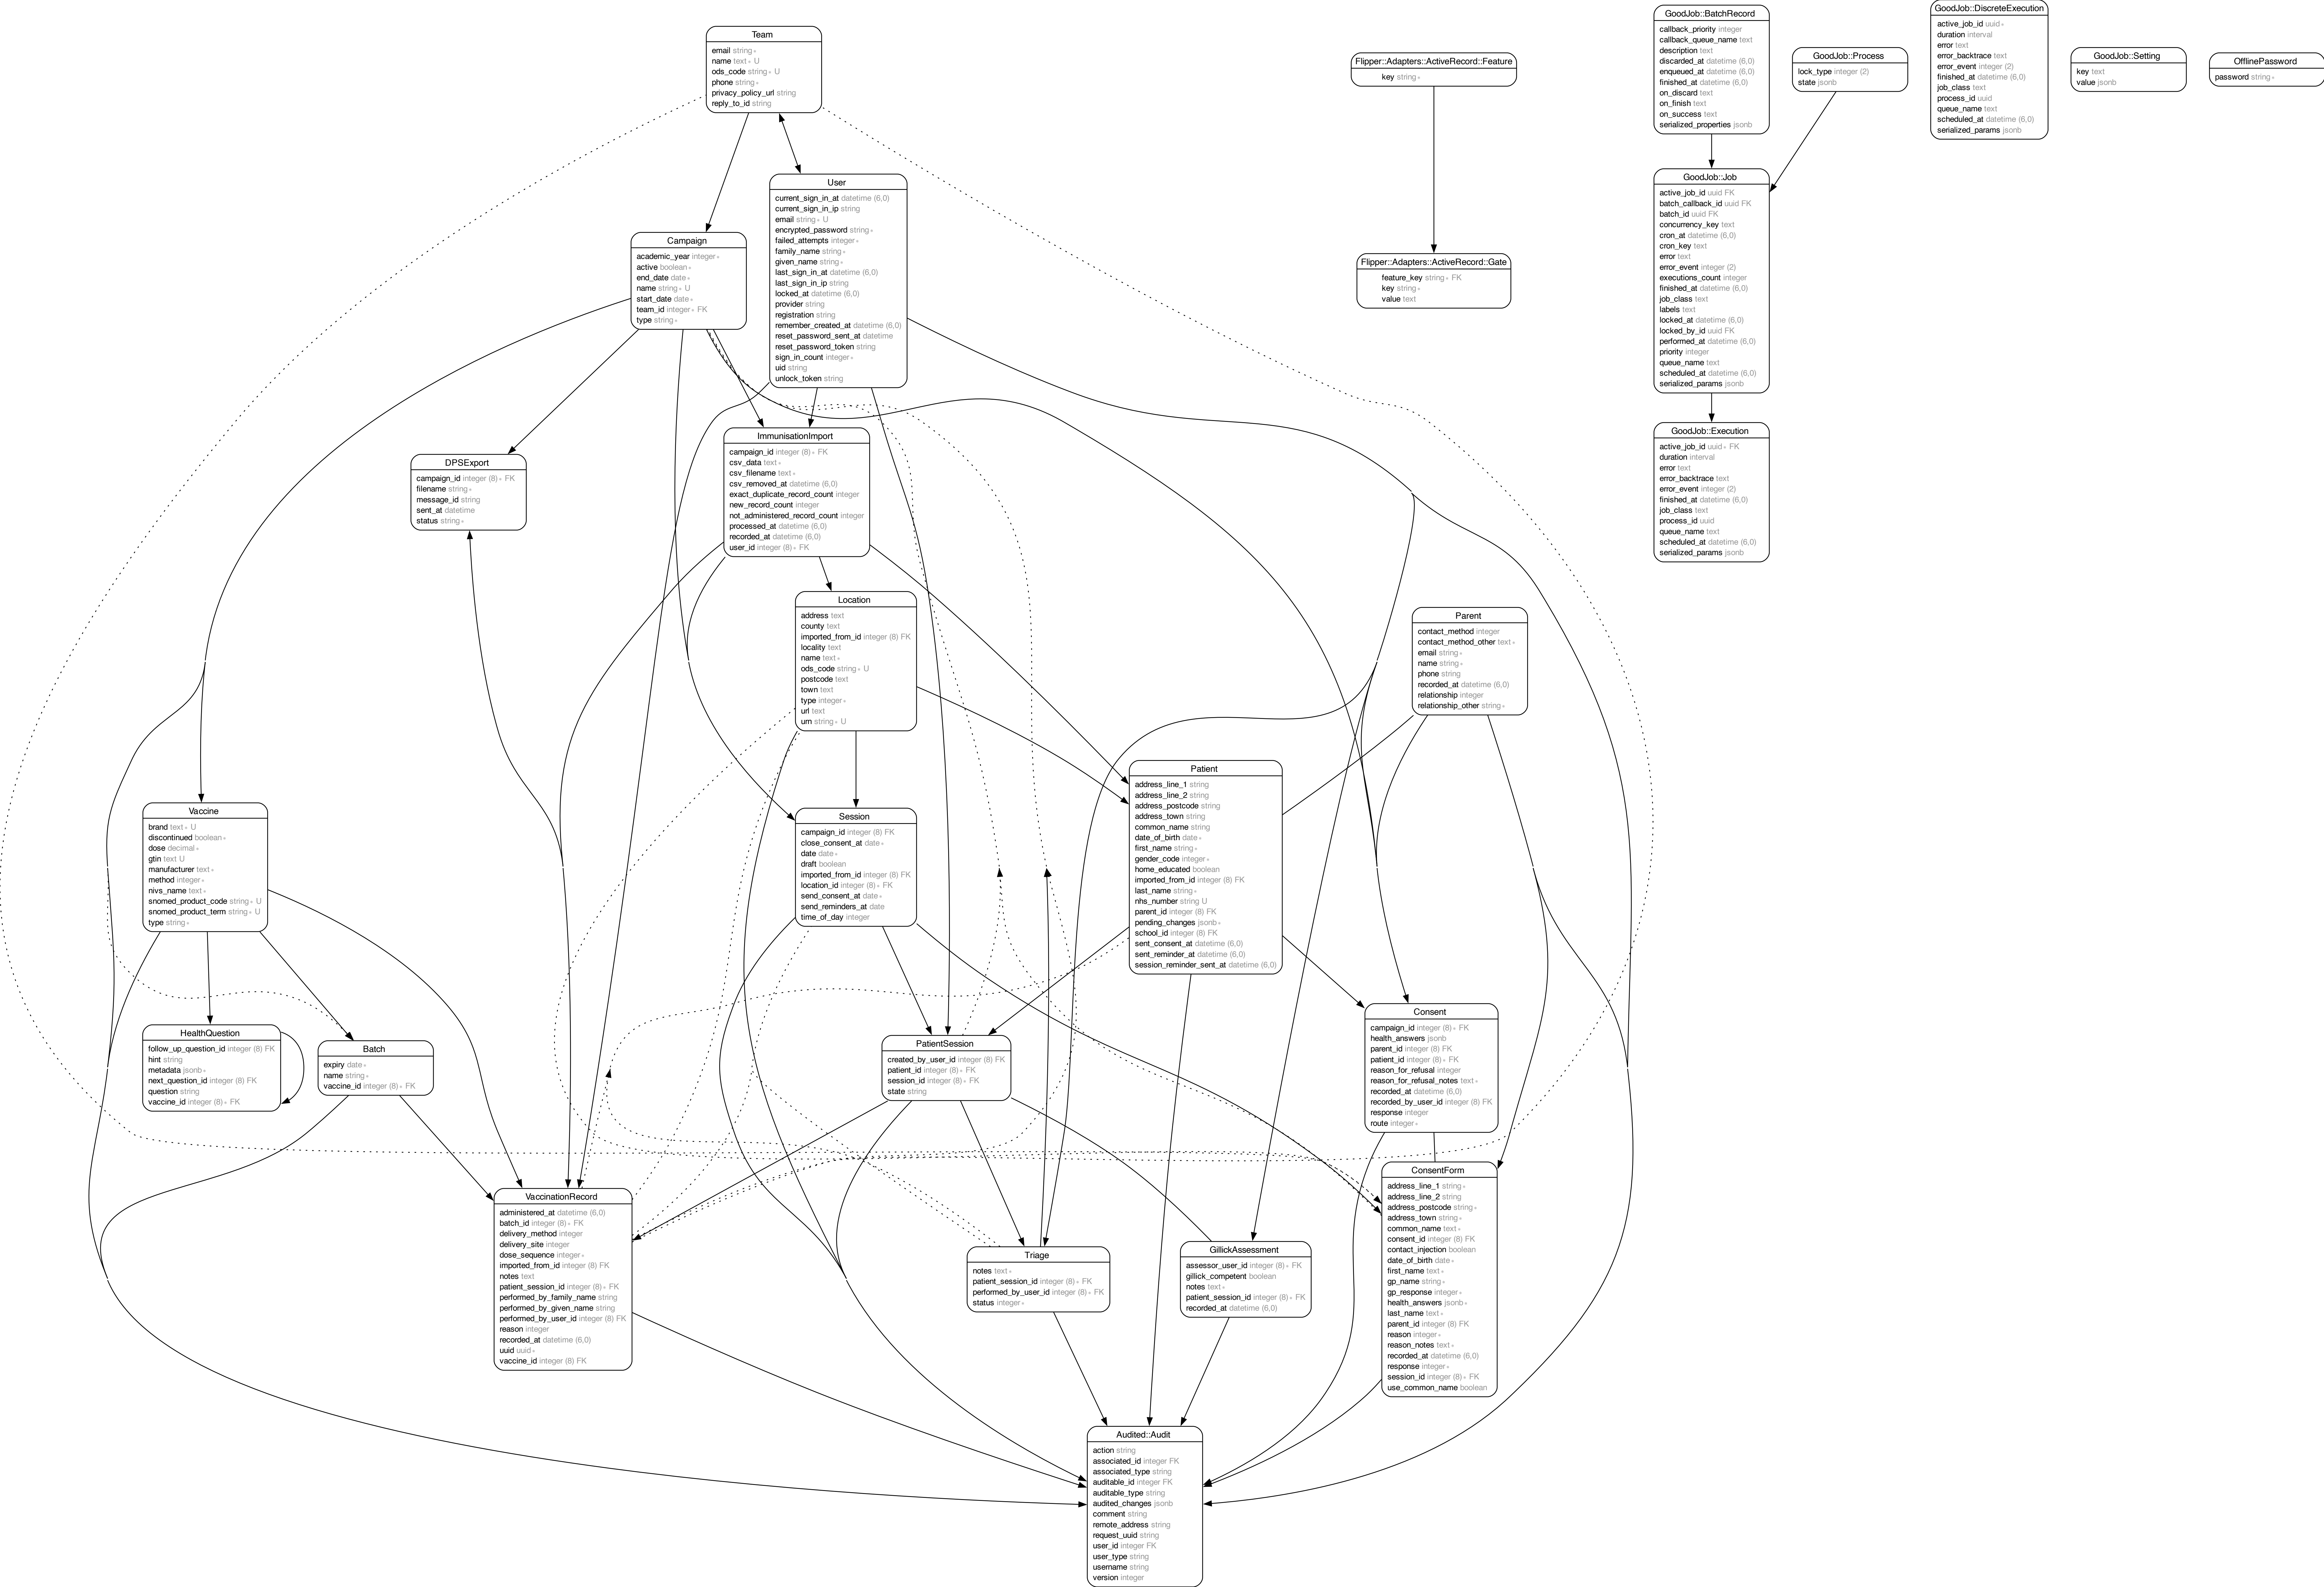 Team
email string ∗
name text ∗ U
ods_code string ∗ U
phone string ∗
privacy_policy_url string
reply_to_id string
Flipper::Adapters::ActiveRecord::Feature
key string ∗
GoodJob::BatchRecord
callback_priority integer
callback_queue_name text
description text
discarded_at datetime (6,0)
enqueued_at datetime (6,0)
finished_at datetime (6,0)
on_discard text
on_finish text
on_success text
serialized_properties jsonb
GoodJob::Process
lock_type integer (2)
state jsonb
GoodJob::DiscreteExecution
active_job_id uuid ∗
duration interval
error text
error_backtrace text
error_event integer (2)
finished_at datetime (6,0)
job_class text
process_id uuid
queue_name text
scheduled_at datetime (6,0)
serialized_params jsonb
GoodJob::Setting
key text
value jsonb
OfflinePassword
password string ∗
User
current_sign_in_at datetime (6,0)
current_sign_in_ip string
email string ∗ U
encrypted_password string ∗
failed_attempts integer ∗
family_name string ∗
given_name string ∗
last_sign_in_at datetime (6,0)
last_sign_in_ip string
locked_at datetime (6,0)
provider string
registration string
remember_created_at datetime (6,0)
reset_password_sent_at datetime
reset_password_token string
sign_in_count integer ∗
uid string
unlock_token string
Campaign
academic_year integer ∗
active boolean ∗
end_date date ∗
name string ∗ U
start_date date ∗
team_id integer ∗ FK
type string ∗
Flipper::Adapters::ActiveRecord::Gate
feature_key string ∗ FK
key string ∗
value text
GoodJob::Job
active_job_id uuid FK
batch_callback_id uuid FK
batch_id uuid FK
concurrency_key text
cron_at datetime (6,0)
cron_key text
error text
error_event integer (2)
executions_count integer
finished_at datetime (6,0)
job_class text
labels text
locked_at datetime (6,0)
locked_by_id uuid FK
performed_at datetime (6,0)
priority integer
queue_name text
scheduled_at datetime (6,0)
serialized_params jsonb
GoodJob::Execution
active_job_id uuid ∗ FK
duration interval
error text
error_backtrace text
error_event integer (2)
finished_at datetime (6,0)
job_class text
process_id uuid
queue_name text
scheduled_at datetime (6,0)
serialized_params jsonb
DPSExport
campaign_id integer (8) ∗ FK
filename string ∗
message_id string
sent_at datetime
status string ∗
ImmunisationImport
campaign_id integer (8) ∗ FK
csv_data text ∗
csv_filename text ∗
csv_removed_at datetime (6,0)
exact_duplicate_record_count integer
new_record_count integer
not_administered_record_count integer
processed_at datetime (6,0)
recorded_at datetime (6,0)
user_id integer (8) ∗ FK
Location
address text
county text
imported_from_id integer (8) FK
locality text
name text ∗
ods_code string ∗ U
postcode text
town text
type integer ∗
url text
urn string ∗ U
Parent
contact_method integer
contact_method_other text ∗
email string ∗
name string ∗
phone string
recorded_at datetime (6,0)
relationship integer
relationship_other string ∗
Patient
address_line_1 string
address_line_2 string
address_postcode string
address_town string
common_name string
date_of_birth date ∗
first_name string ∗
gender_code integer ∗
home_educated boolean
imported_from_id integer (8) FK
last_name string ∗
nhs_number string U
parent_id integer (8) FK
pending_changes jsonb ∗
school_id integer (8) FK
sent_consent_at datetime (6,0)
sent_reminder_at datetime (6,0)
session_reminder_sent_at datetime (6,0)
Vaccine
brand text ∗ U
discontinued boolean ∗
dose decimal ∗
gtin text U
manufacturer text ∗
method integer ∗
nivs_name text ∗
snomed_product_code string ∗ U
snomed_product_term string ∗ U
type string ∗
Session
campaign_id integer (8) FK
close_consent_at date ∗
date date ∗
draft boolean
imported_from_id integer (8) FK
location_id integer (8) ∗ FK
send_consent_at date ∗
send_reminders_at date
time_of_day integer
HealthQuestion
follow_up_question_id integer (8) FK
hint string
metadata jsonb ∗
next_question_id integer (8) FK
question string
vaccine_id integer (8) ∗ FK
Batch
expiry date ∗
name string ∗
vaccine_id integer (8) ∗ FK
PatientSession
created_by_user_id integer (8) FK
patient_id integer (8) ∗ FK
session_id integer (8) ∗ FK
state string
Consent
campaign_id integer (8) ∗ FK
health_answers jsonb
parent_id integer (8) FK
patient_id integer (8) ∗ FK
reason_for_refusal integer
reason_for_refusal_notes text ∗
recorded_at datetime (6,0)
recorded_by_user_id integer (8) FK
response integer
route integer ∗
VaccinationRecord
administered_at datetime (6,0)
batch_id integer (8) ∗ FK
delivery_method integer
delivery_site integer
dose_sequence integer ∗
imported_from_id integer (8) FK
notes text
patient_session_id integer (8) ∗ FK
performed_by_family_name string
performed_by_given_name string
performed_by_user_id integer (8) FK
reason integer
recorded_at datetime (6,0)
uuid uuid ∗
vaccine_id integer (8) FK
Triage
notes text ∗
patient_session_id integer (8) ∗ FK
performed_by_user_id integer (8) ∗ FK
status integer ∗
GillickAssessment
assessor_user_id integer (8) ∗ FK
gillick_competent boolean
notes text ∗
patient_session_id integer (8) ∗ FK
recorded_at datetime (6,0)
ConsentForm
address_line_1 string ∗
address_line_2 string
address_postcode string ∗
address_town string ∗
common_name text ∗
consent_id integer (8) FK
contact_injection boolean
date_of_birth date ∗
first_name text ∗
gp_name string ∗
gp_response integer ∗
health_answers jsonb ∗
last_name text ∗
parent_id integer (8) FK
reason integer ∗
reason_notes text ∗
recorded_at datetime (6,0)
response integer ∗
session_id integer (8) ∗ FK
use_common_name boolean
Audited::Audit
action string
associated_id integer FK
associated_type string
auditable_id integer FK
auditable_type string
audited_changes jsonb
comment string
remote_address string
request_uuid string
user_id integer FK
user_type string
username string
version integer